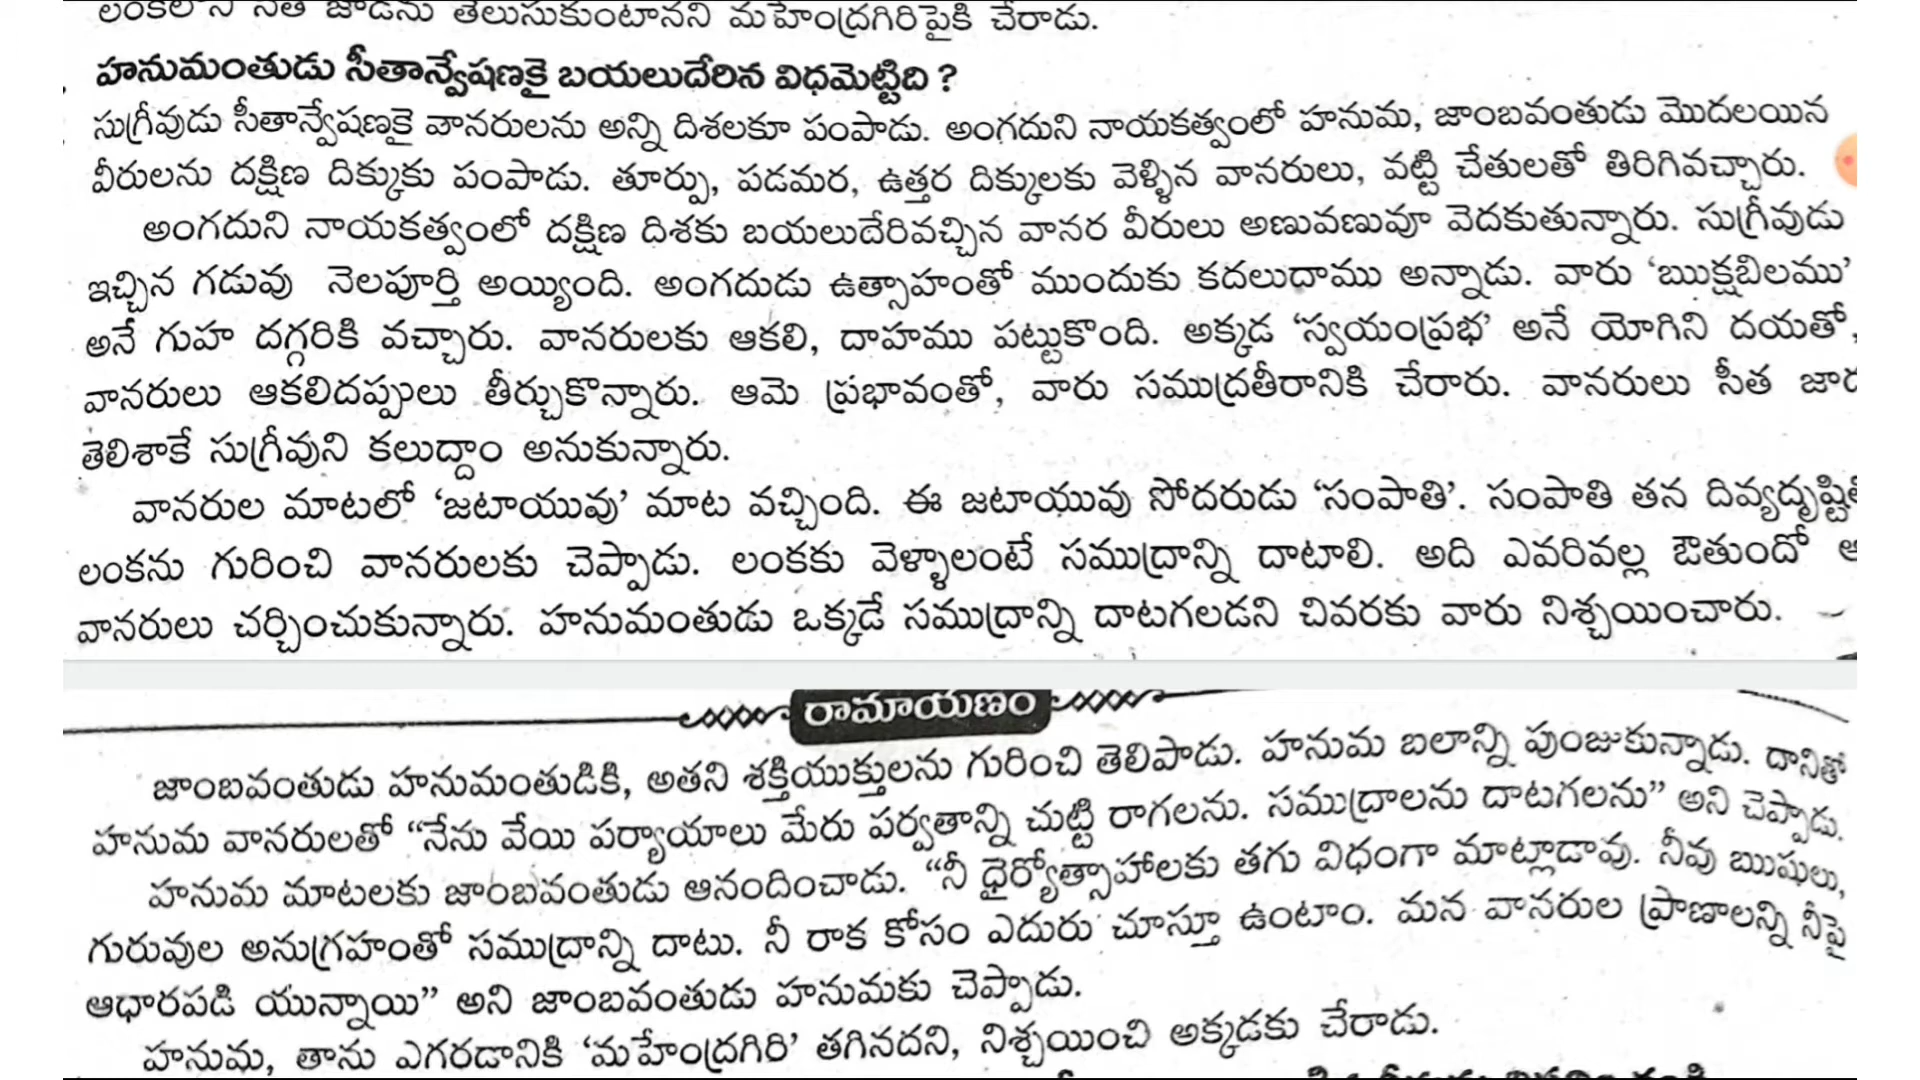 లంకలోని సీత జాడను తెలుసుకుంటానని మహేంద్రగిరిపైకి చేరాడు.
హనుమంతుడు సీతాన్వేషణకై బయలుదేరిన విధమెట్టిది ?
సుగ్రీవుడు సీతాన్వేషణకై వానరులను అన్ని దిశలకూ పంపాడు. అంగదుని నాయకత్వంలో హనుమ, జాంబవంతుడు మొదలయిన
వీరులను దక్షిణ దిక్కుకు పంపాడు. తూర్పు, పడమర, ఉత్తర దిక్కులకు వెళ్ళిన వానరులు, వట్టి చేతులతో తిరిగివచ్చారు.
అంగదుని నాయకత్వంలో దక్షిణ దిశకు బయలుదేరివచ్చిన వానర వీరులు అణువణువూ వెదకుతున్నారు. సుగ్రీవుడు
ఇచ్చిన గడువు నెలపూర్తి అయ్యింది. అంగదుడు ఉత్సాహంతో ముందుకు కదలుదాము అన్నాడు. వారు ‘ఋక్షబిలము’
అనే గుహ దగ్గరికి వచ్చారు. వానరులకు ఆకలి, దాహము పట్టుకొంది. అక్కడ ‘స్వయంప్రభ’ అనే యోగిని దయతో,
వానరులు ఆకలిదప్పులు తీర్చుకొన్నారు. ఆమె ప్రభావంతో, వారు సముద్రతీరానికి చేరారు. వానరులు సీత
తెలిశాకే సుగ్రీవుని కలుద్దాం అనుకున్నారు.
వానరుల మాటలో ‘జటాయువు’ మాట వచ్చింది. ఈ జటాయువు సోదరుడు ‘సంపాతి’. సంపాతి తన
లంకను గురించి వానరులకు చెప్పాడు. లంకకు వెళ్ళాలంటే సముద్రాన్ని దాటాలి. అది ఎవరివల్ల ఔతుందో
వానరులు చర్చించుకున్నారు. హనుమంతుడు ఒక్కడే సముద్రాన్ని దాటగలడని చివరకు వారు నిశ్చయించారు.
రామాయణం
జాంబవంతుడు హనుమంతుడికి, అతని శక్తియుక్తులను గురించి తెలిపాడు. హనుమ బలాన్ని పుంజుకున్నాడు. దానితో
హనుమ వానరులతో “నేను వేయి పర్యాయాలు మేరు పర్వతాన్ని చుట్టి రాగలను. సముద్రాలను దాటగలను” అని చెప్పాడు.
హనుమ మాటలకు జాంబవంతుడు ఆనందించాడు. “నీ ధైర్యోత్సాహాలకు తగు విధంగా మాట్లాడావు. నీవు ఋషులు,
గురువుల అనుగ్రహంతో సముద్రాన్ని దాటు. నీ రాక కోసం ఎదురు చూస్తూ ఉంటాం. మన వానరుల ప్రాణాలన్ని నీపై
ఆధారపడి యున్నాయి” అని జాంబవంతుడు హనుమకు చెప్పాడు.
హనుమ, తాను ఎగరడానికి ‘మహేంద్రగిరి’ తగినదని, నిశ్చయించి అక్కడకు చేరాడు.